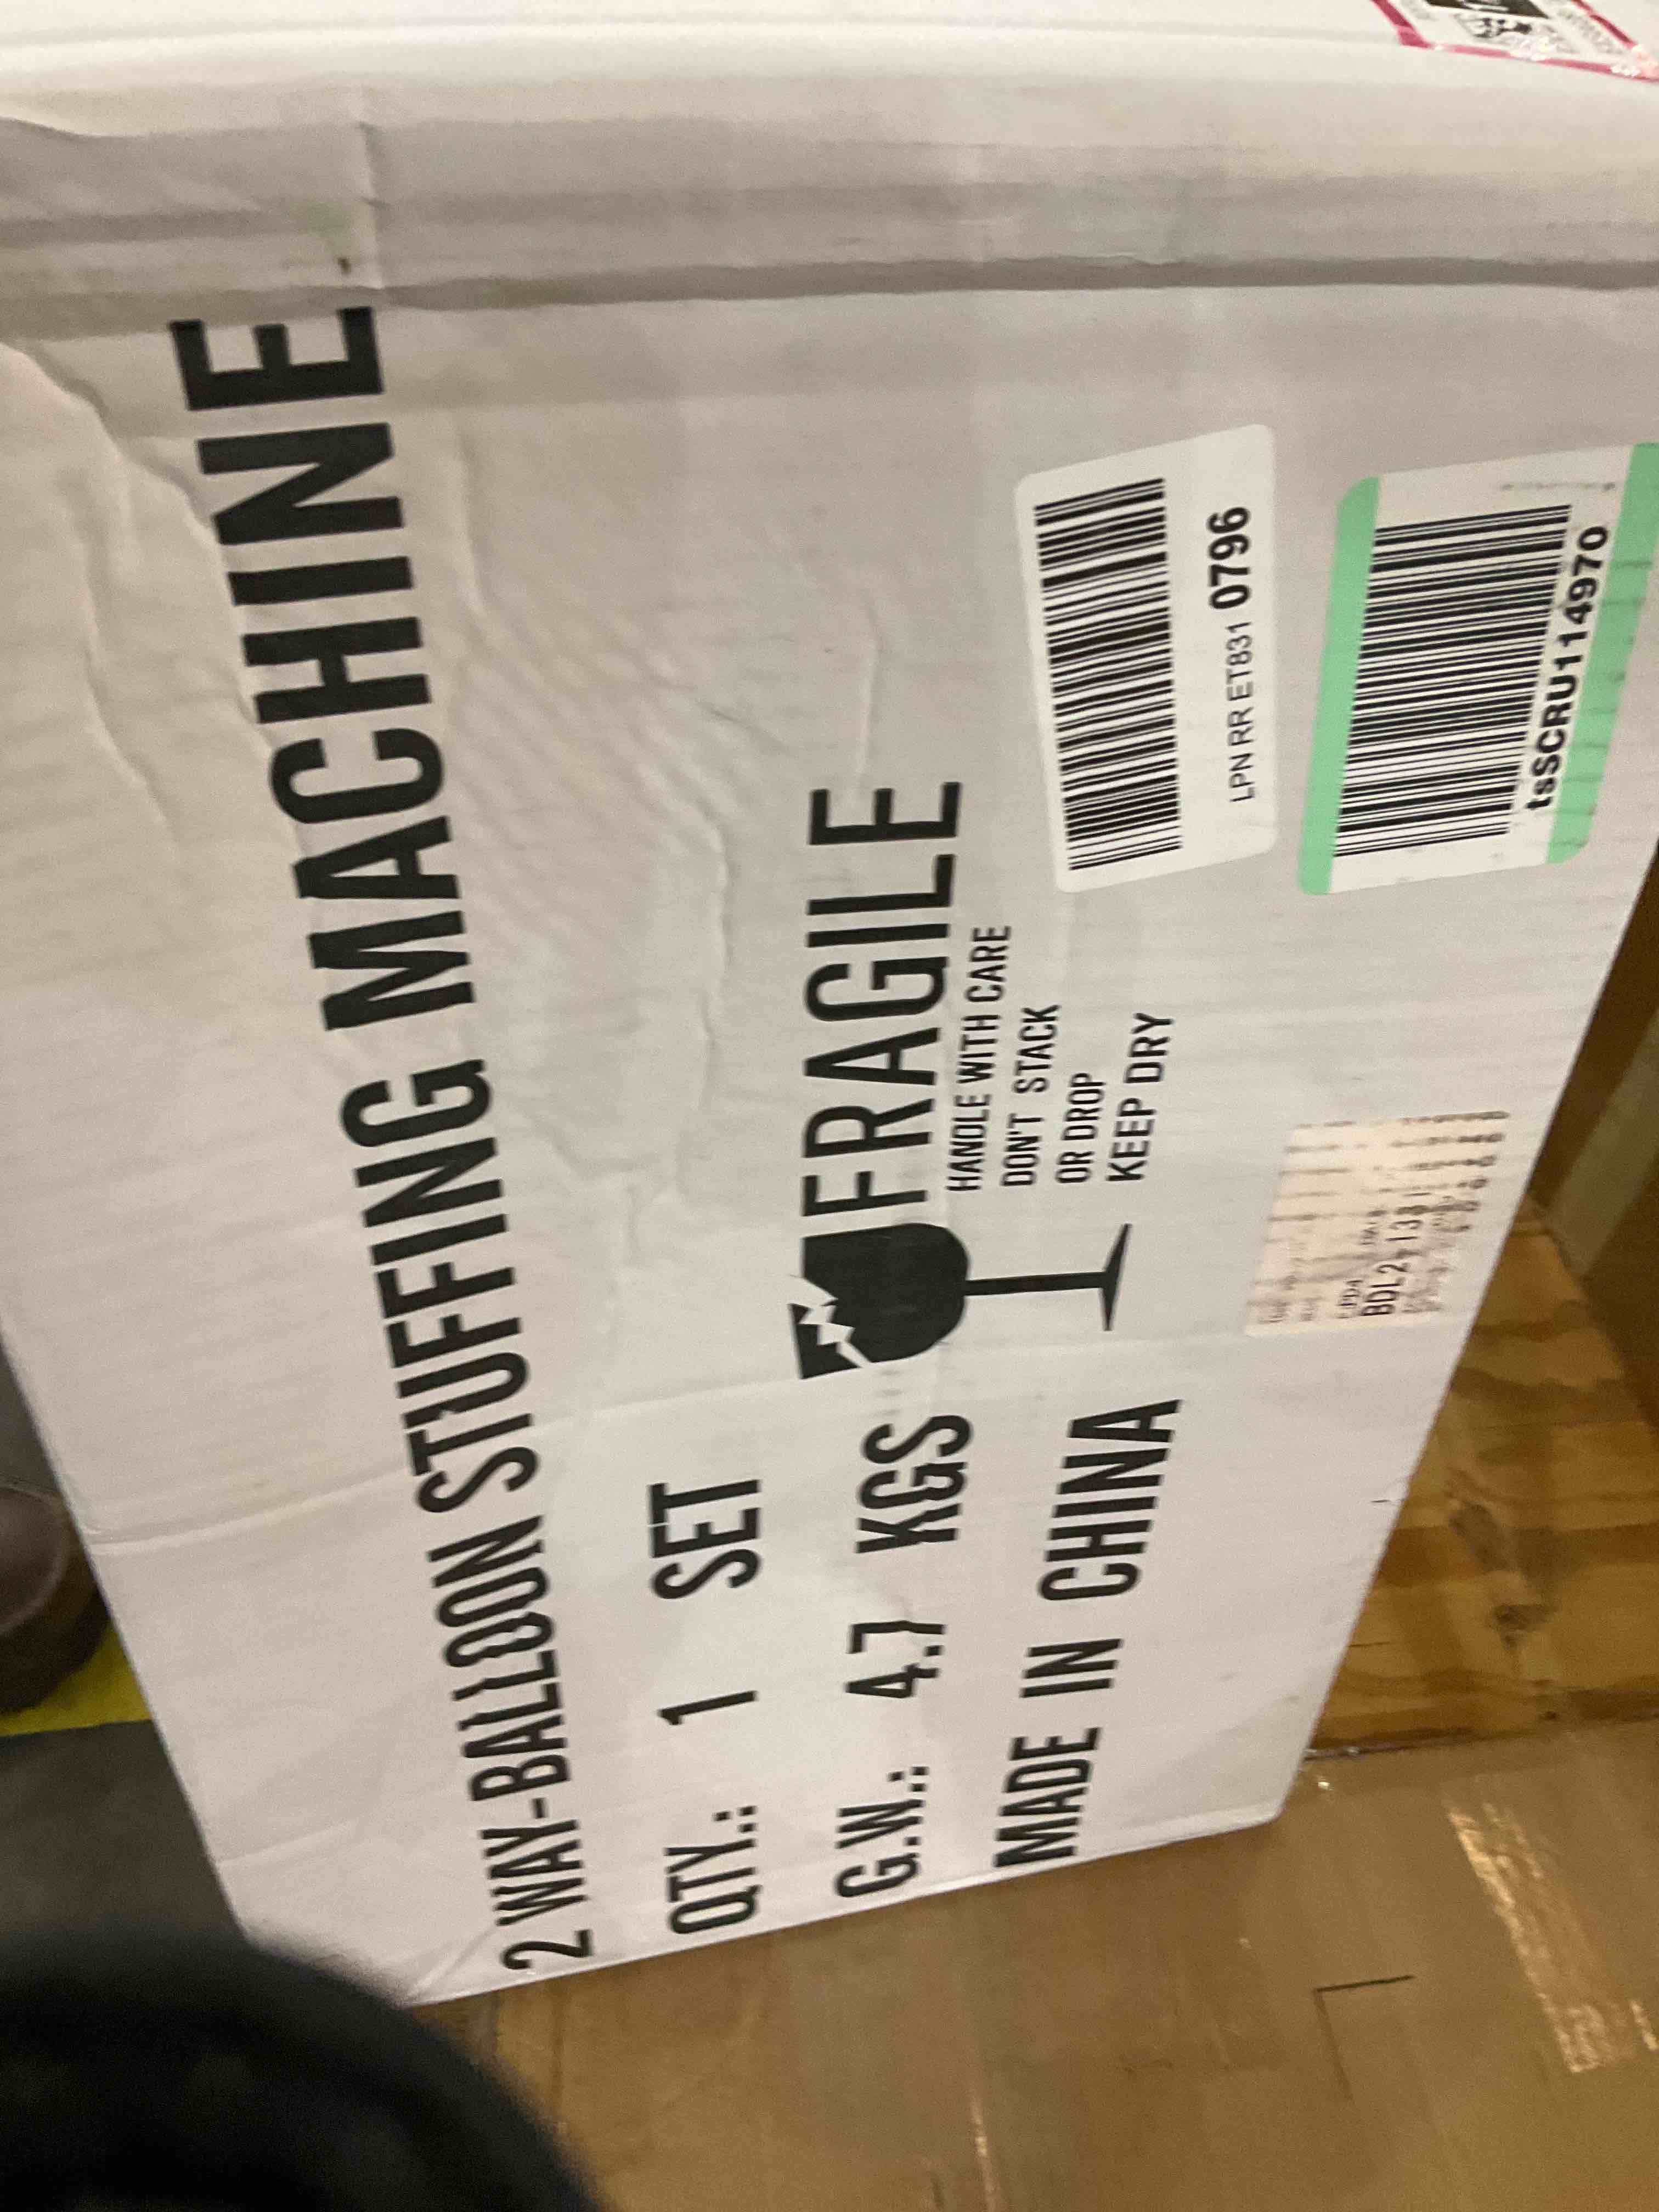 2 WAY-BALLOON STUFFING MACHINE
QTY.: 1 SET
G.W.: 4.7 KGS
MADE IN CHINA
FRAGILE
HANDLE WITH CARE
DON'T STACK
OR DROP
KEEP DRY
LPN RR ET831 0796
tsSCRU114970